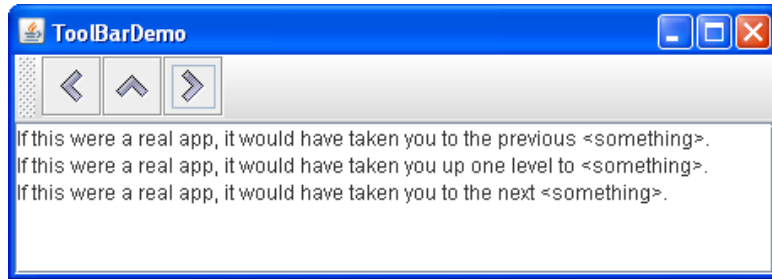 ToolBarDemo
If this were a real app, it would have taken you to the previous <something>.
If this were a real app, it would have taken you up one level to <something>.
If this were a real app, it would have taken you to the next <something>.